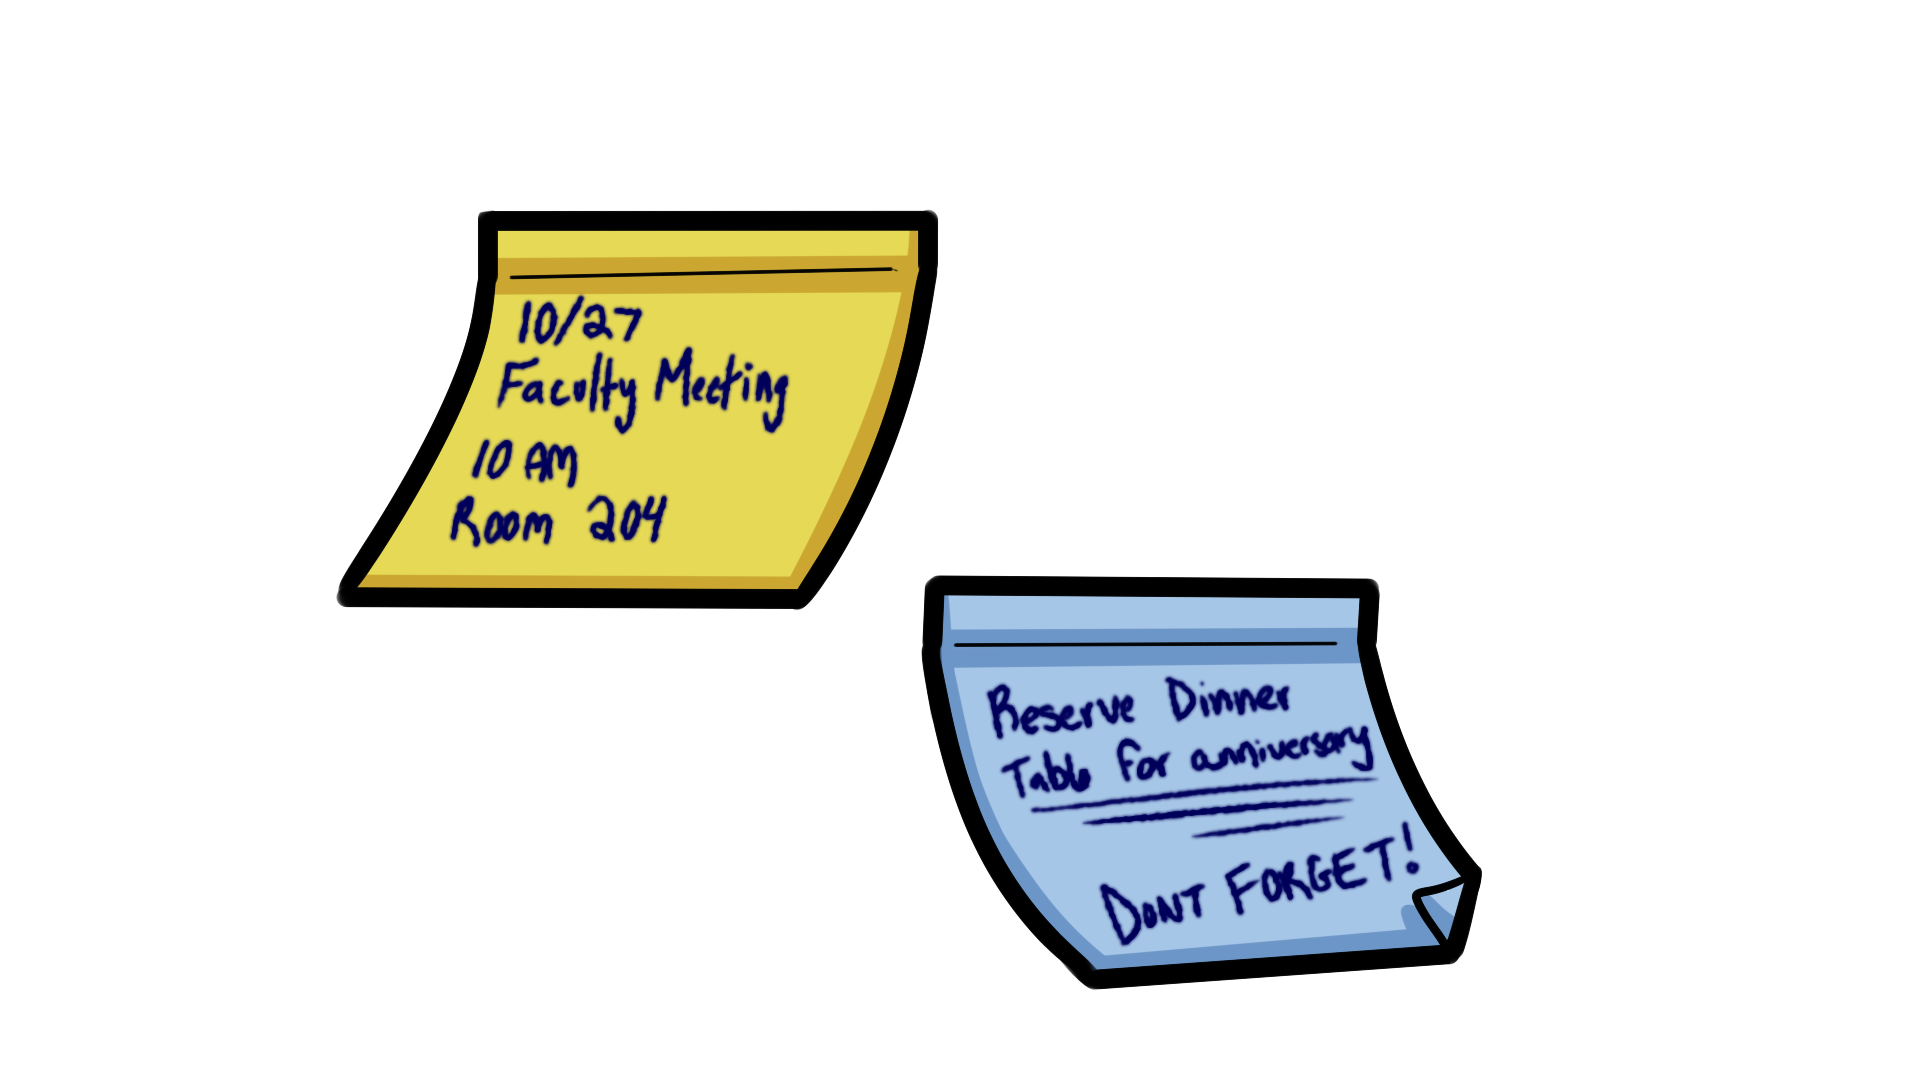 10/27
Faculty Meeting
10 AM
Room 204
Reserve Dinner
Table for anniversary
DONT FORGET!